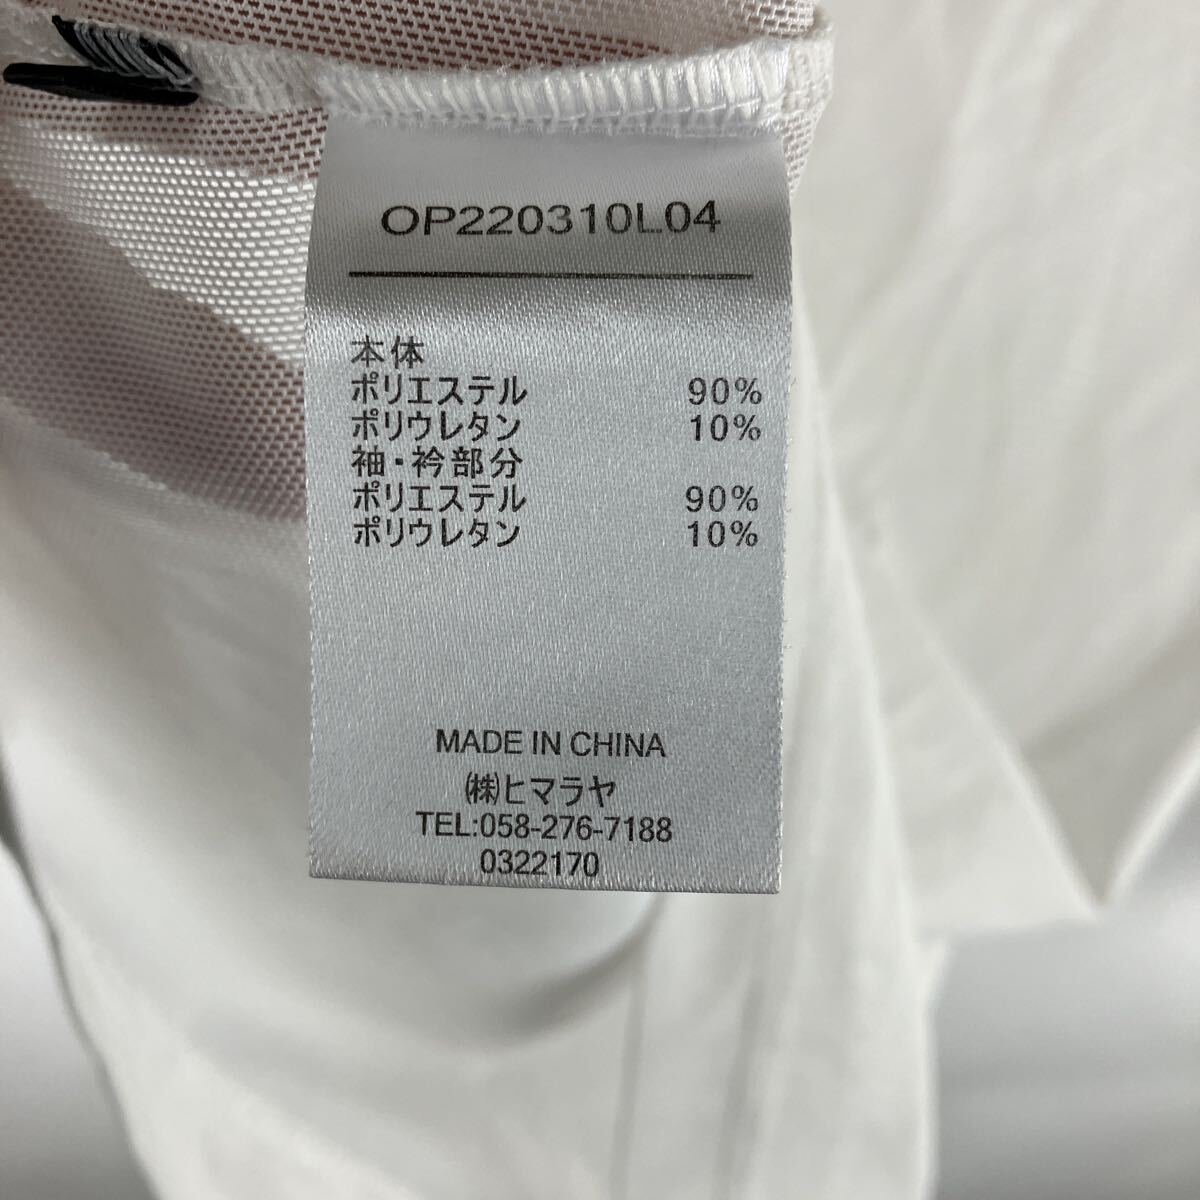 OP220310L04
本体
ポリエステル 90%
ポリウレタン 10%
袖・衿部分
ポリエステル 90%
ポリウレタン 10%
MADE IN CHINA
㈱ヒマラヤ
TEL:058-276-7188
0322170